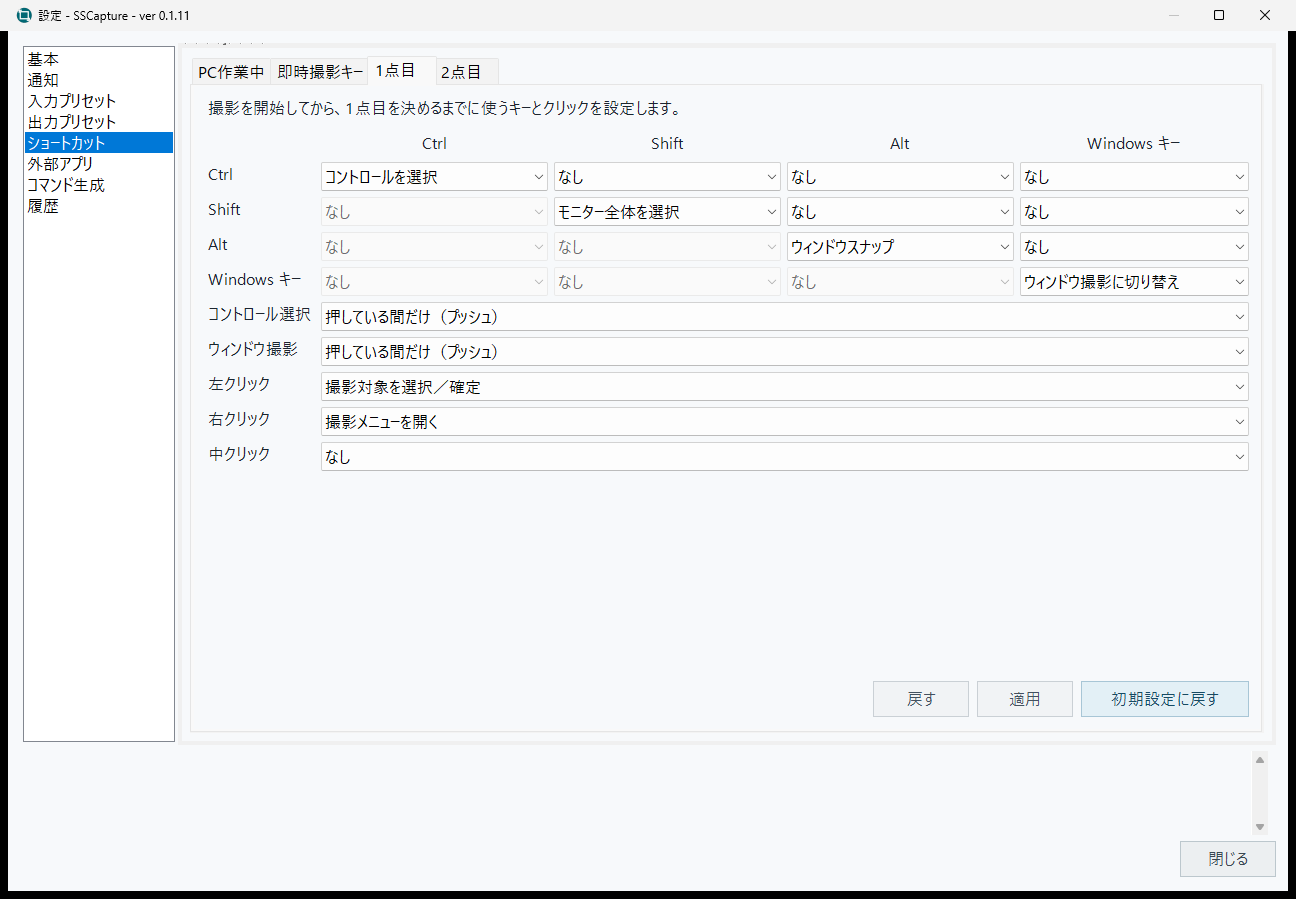 設定 - SSCapture - ver 0.1.11
基本
通知
入力プリセット
出力プリセット
ショートカット
外部アプリ
コマンド生成
履歴
PC作業中 即時撮影キー 1点目 2点目
撮影を開始してから、1点目を決めるまでに使うキーとクリックを設定します。
Ctrl Shift Alt Windows キー
Ctrl コントロールを選択 なし なし なし
Shift なし モニター全体を選択 なし なし
Alt なし なし ウィンドウスナップ なし
Windows キー なし なし なし ウィンドウ撮影に切り替え
コントロール選択 押している間だけ（プッシュ）
ウィンドウ撮影 押している間だけ（プッシュ）
左クリック 撮影対象を選択／確定
右クリック 撮影メニューを開く
中クリック なし
戻す 適用 初期設定に戻す
閉じる